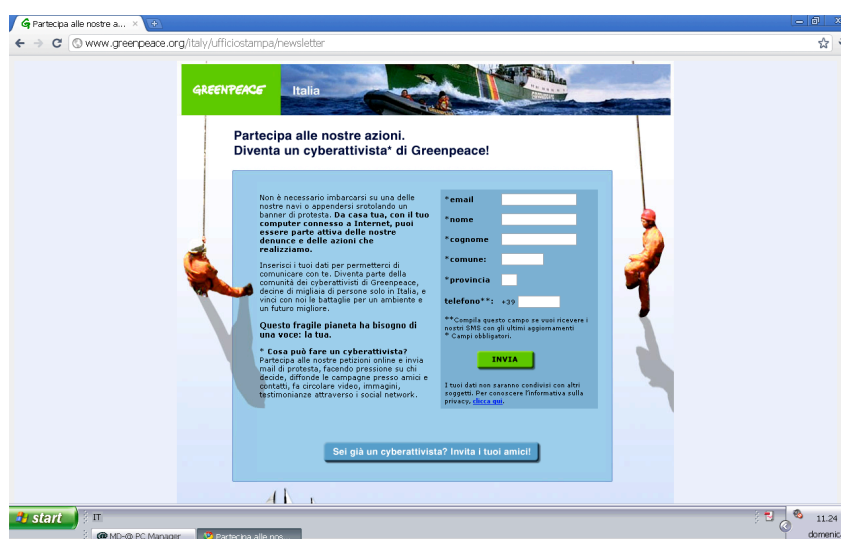 Partecipa alle nostre a...
www.greenpeace.org/italy/ufficiostampa/newsletter
GREENPEACE Italia
Partecipa alle nostre azioni.
Diventa un cyberattivista* di Greenpeace!
Non è necessario imbarcarsi su una delle
nostre navi o appendersi srotolando un
banner di protesta. Da casa tua, con il tuo
computer connesso a Internet, puoi
essere parte attiva delle nostre
denunce e delle azioni che
realizziamo.
Inserisci i tuoi dati per permetterci di
comunicare con te. Diventa parte della
comunità dei cyberattivisti di Greenpeace,
decine di migliaia di persone solo in Italia, e
vinci con noi le battaglie per un ambiente e
un futuro migliore.
Questo fragile pianeta ha bisogno di
una voce: la tua.
* Cosa può fare un cyberattivista?
Partecipa alle nostre petizioni online e invia
mail di protesta, facendo pressione su chi
decide, diffonde le campagne presso amici e
contatti, fa circolare video, immagini,
testimonianze attraverso i social network.
*email
*nome
*cognome
*comune:
*provincia
telefono**: +39
**Compila questo campo se vuoi ricevere i
nostri SMS con gli ultimi aggiornamenti
* Campi obbligatori.
INVIA
I tuoi dati non saranno condivisi con altri
soggetti. Per conoscere l'informativa sulla
privacy, clicca qui.
Sei già un cyberattivista? Invita i tuoi amici!
start
IT
11.24
MD-@ PC Manager
Partecipa alle nos...
domenic